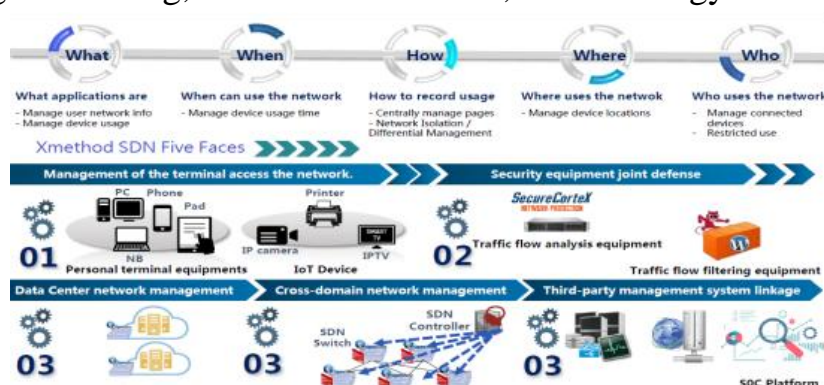 What When How Where Who
What applications are
- Manage user network info
- Manage device usage
When can use the network
- Manage device usage time
How to record usage
- Centrally manage pages
- Network Isolation /
Differential Management
Where uses the netwok
- Manage device locations
Who uses the network
- Manage connected
devices
- Restricted use
Xmethod SDN Five Faces
Management of the terminal access the network.
Security equipment joint defense
01
PC
Phone
Pad
NB
Personal terminal equipments
Printer
IP camera
SMART
TV
IPTV
IoT Device
02
SecureCorteX
Traffic flow analysis equipment
Traffic flow filtering equipment
Data Center network management
Cross-domain network management
Third-party management system linkage
03
03
SDN
Switch
SDN
Controller
03
SOC Platform